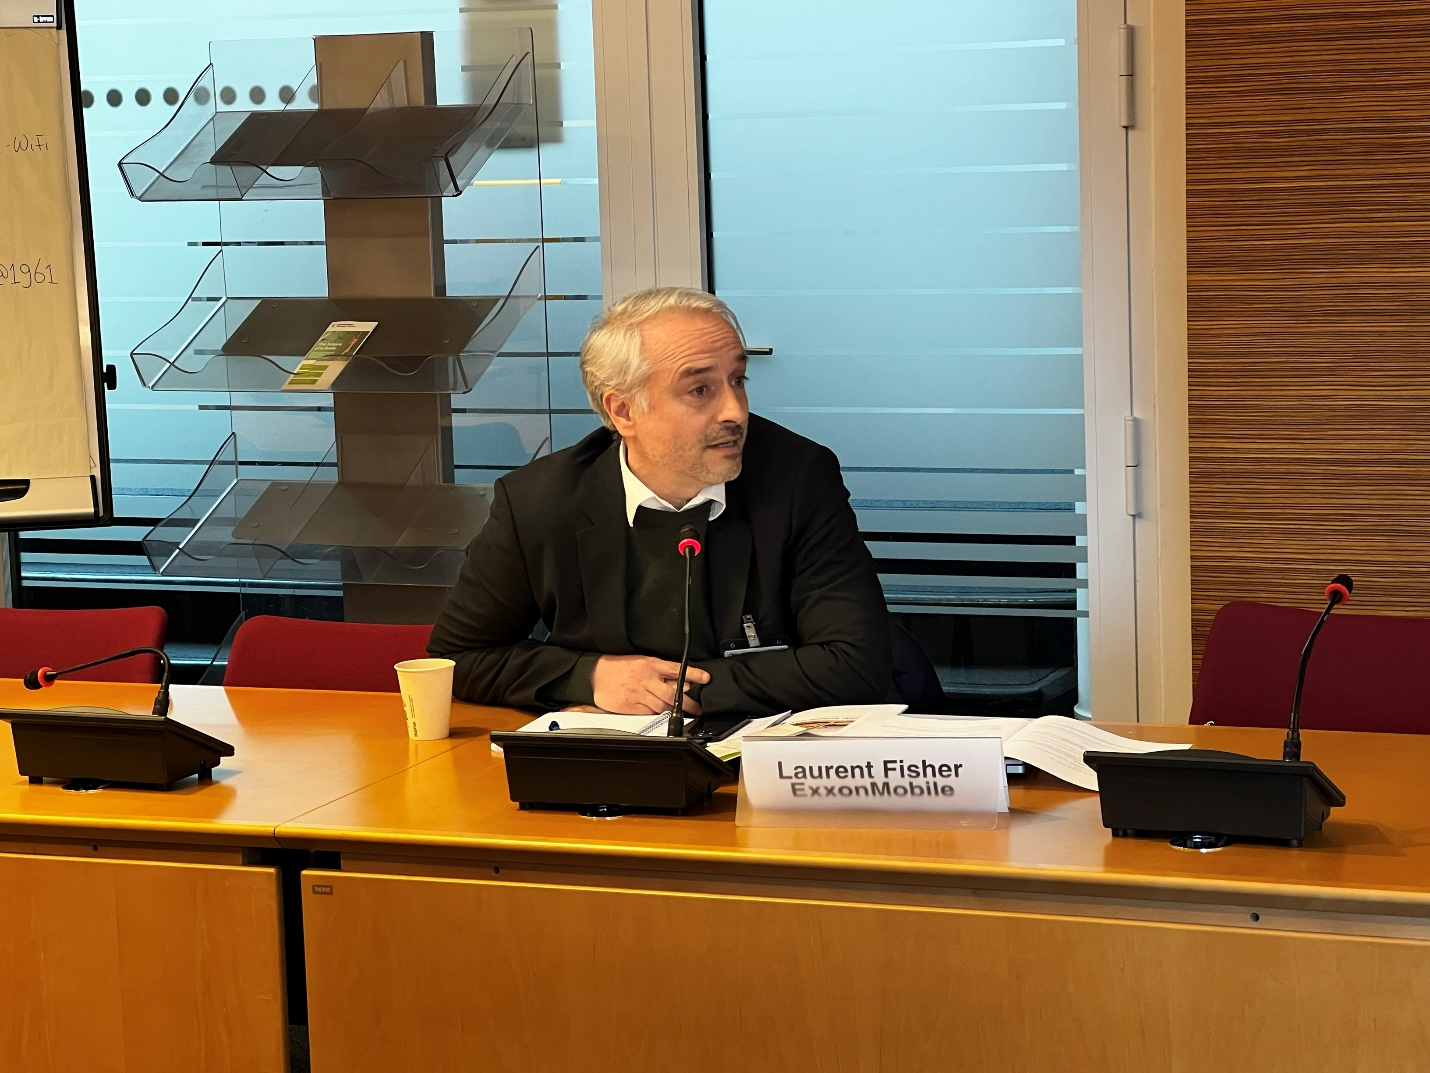 -WiFi
@1961
Laurent Fisher
ExxonMobile